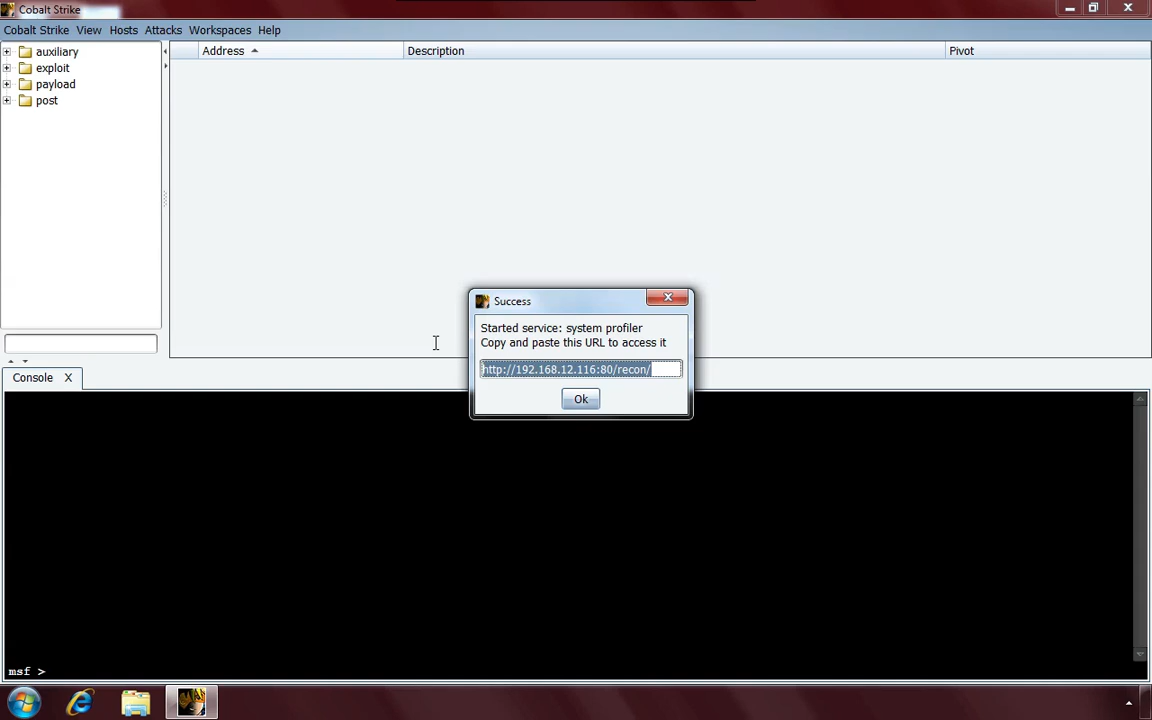 Cobalt Strike
Cobalt Strike View Hosts Attacks Workspaces Help
auxiliary
exploit
payload
post
Address Description Pivot
Success
Started service: system profiler
Copy and paste this URL to access it
http://192.168.12.116:80/recon/
Ok
Console X
msf >